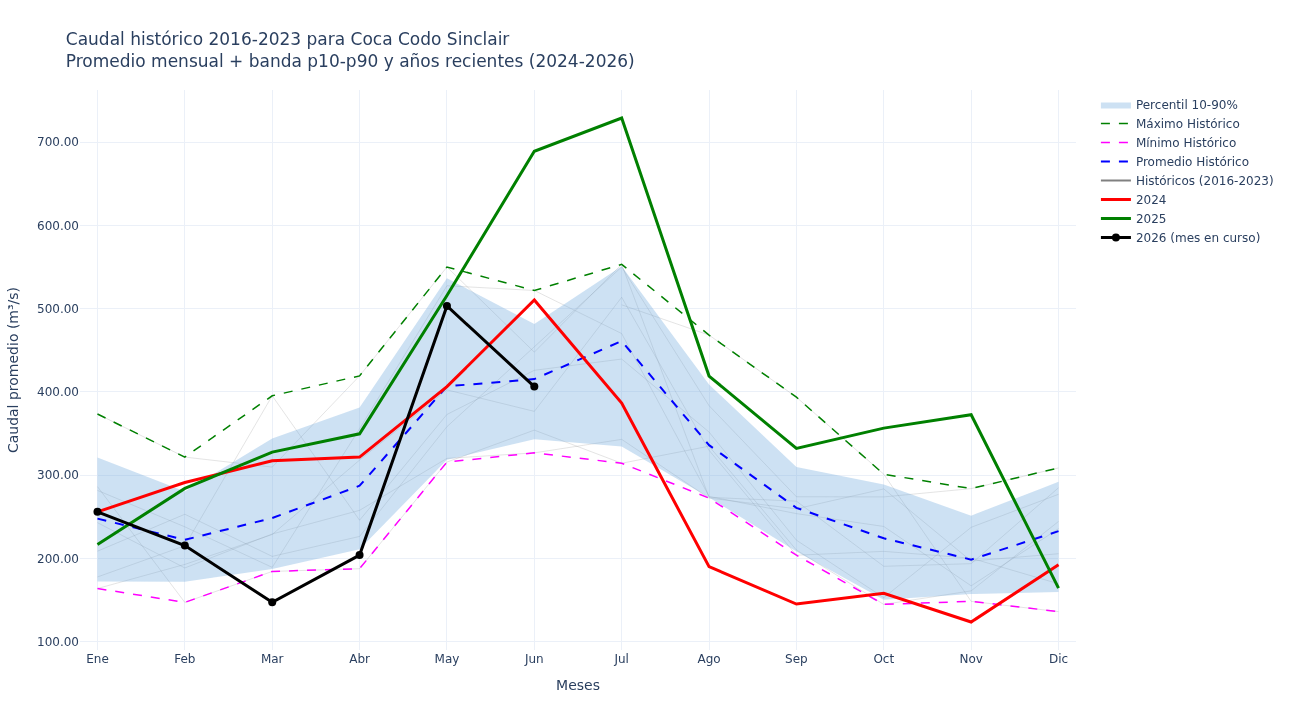 Caudal histórico 2016-2023 para Coca Codo Sinclair
Promedio mensual + banda p10-p90 y años recientes (2024-2026)
Caudal promedio (m³/s)
700.00
600.00
500.00
400.00
300.00
200.00
100.00
Ene Feb Mar Abr May Jun Jul Ago Sep Oct Nov Dic
Meses
Percentil 10-90%
Máximo Histórico
Mínimo Histórico
Promedio Histórico
Históricos (2016-2023)
2024
2025
2026 (mes en curso)